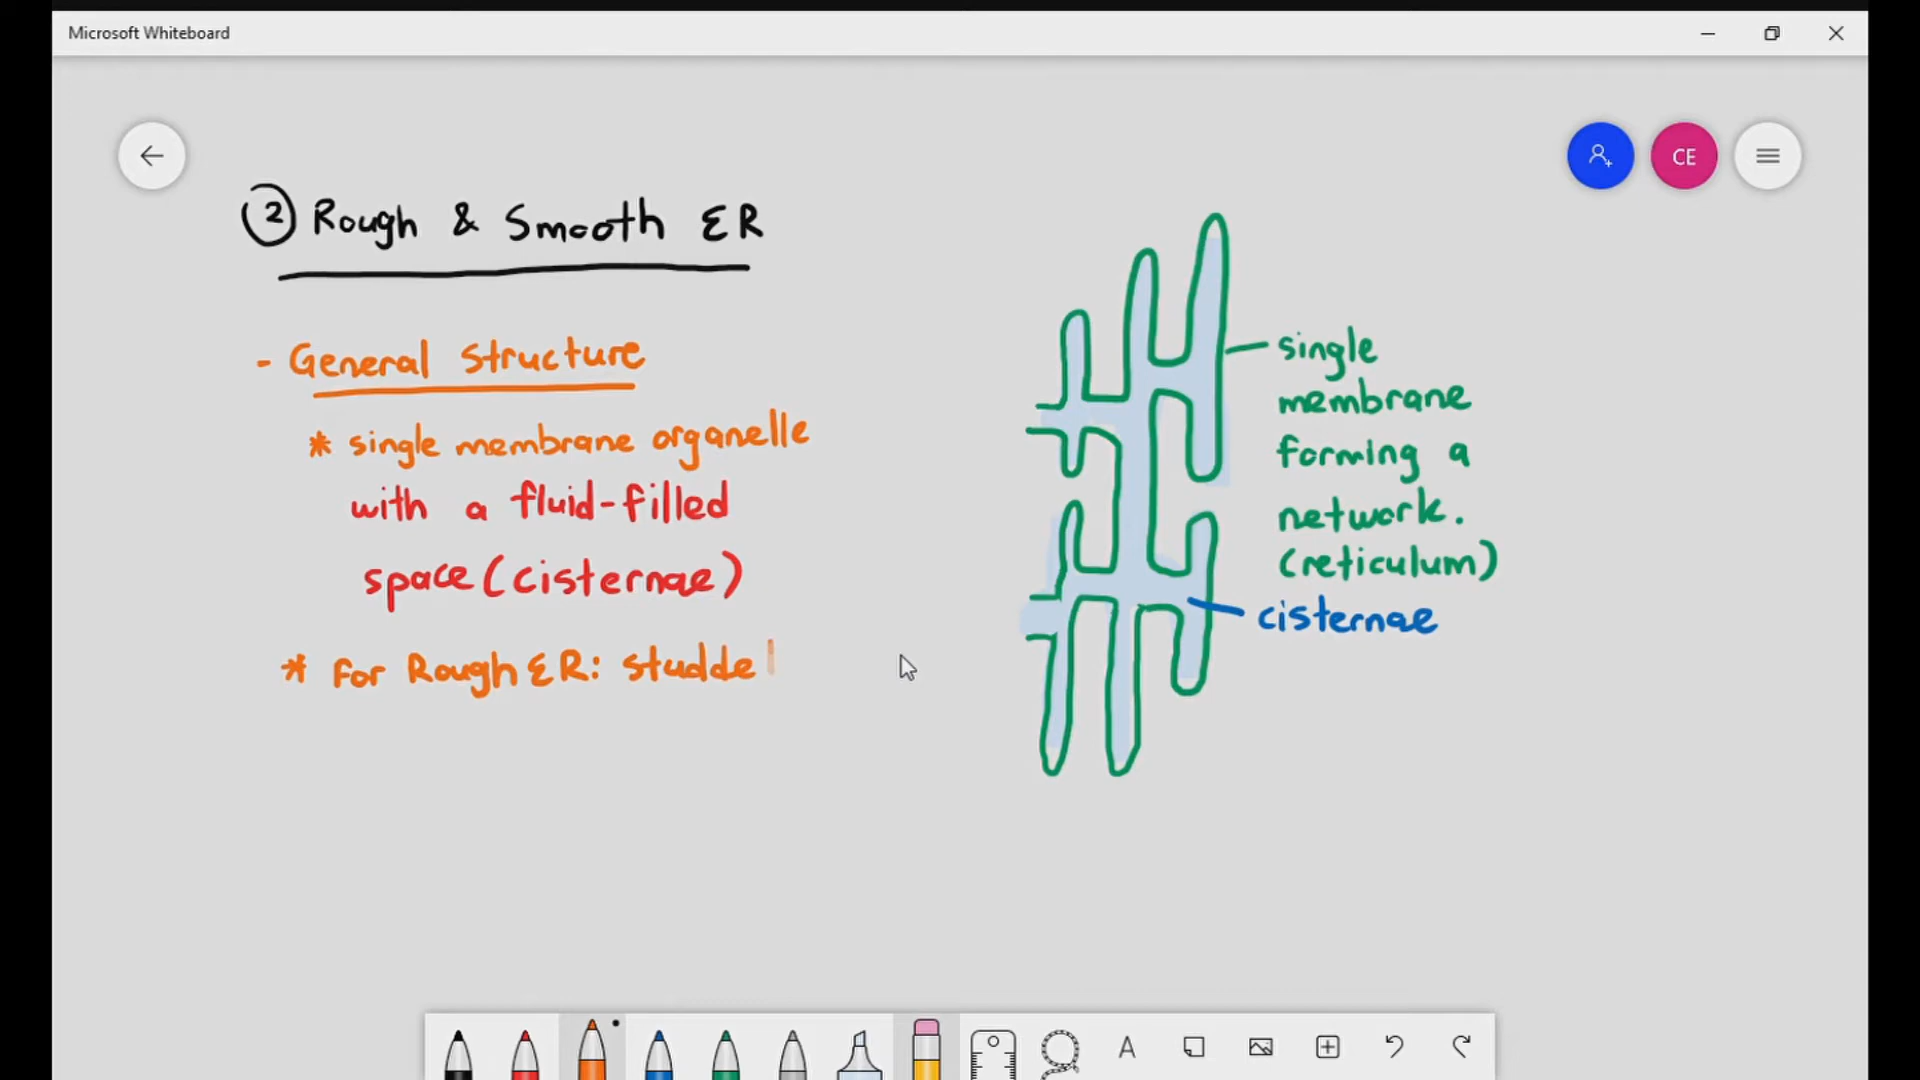 Microsoft Whiteboard
CE
② Rough & Smooth ER
- General Structure
* single membrane organelle
with a fluid-filled
space (cisternae)
* For Rough ER: studde
single
membrane
forming a
network.
(reticulum)
cisternae
A